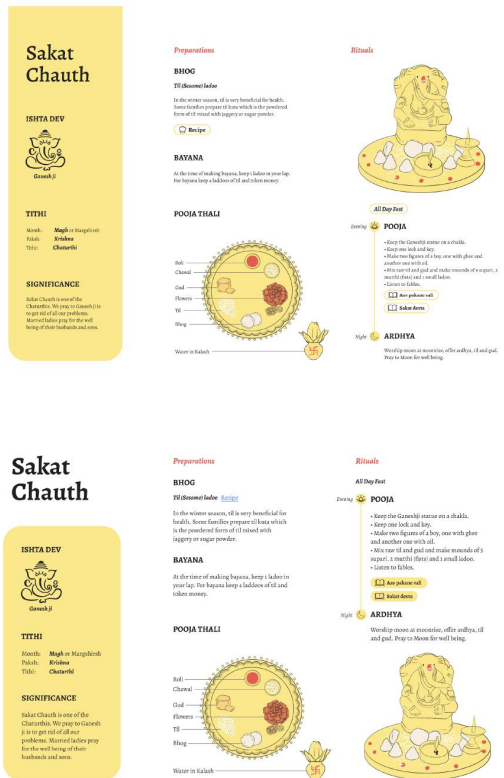 Sakat
Chauth
ISHTA DEV
Ganesh ji
TITHI
Month: Magh or Margshirsh
Paksh: Krishna
Tithi: Chaturthi
SIGNIFICANCE
Sakat Chauth is one of the
Chaturthis. We pray to Ganesh ji is
to get rid of all our problems.
Married ladies pray for the well
being of their husbands and sons.
Preparations
BHOG
Til (Sesame) ladoo
In the winter season, til is very beneficial for health.
Some families prepare til kuta which is the powdered
form of til mixed with jaggery or sugar powder.
Recipe
BAYANA
At the time of making bayana, keep 1 ladoo in your lap.
For bayana keep 4 laddoos of til and token money.
POOJA THALI
Roli
Chawal
Gud
Flowers
Til
Bhog
Water in Kalash
Rituals
All Day Fast
Evening
POOJA
• Keep the Ganeshji statue on a chakla.
• Keep one lock and key.
• Make two figures of a boy, one with ghee and
another one with oil.
• Mix raw til and gud and make mounds of 5 supari, 2
mutthi (fists) and 1 small ladoo.
• Listen to fables.
Aae pakane vali
Sakat devta
Night
ARDHYA
Worship moon at moonrise, offer ardhya, til and gud.
Pray to Moon for well being.
Sakat
Chauth
ISHTA DEV
Ganesh ji
TITHI
Month: Magh or Margshirsh
Paksh: Krishna
Tithi: Chaturthi
SIGNIFICANCE
Sakat Chauth is one of the
Chaturthis. We pray to Ganesh
ji is to get rid of all our
problems. Married ladies pray
for the well being of their
husbands and sons.
Preparations
BHOG
Til (Sesame) ladoo Recipe
In the winter season, til is very beneficial for
health. Some families prepare til kuta which
is the powdered form of til mixed with
jaggery or sugar powder.
BAYANA
At the time of making bayana, keep 1 ladoo in
your lap. For bayana keep 4 laddoos of til and
token money.
POOJA THALI
Roli
Chawal
Gud
Flowers
Til
Bhog
Water in Kalash
Rituals
All Day Fast
Evening
POOJA
• Keep the Ganeshji statue on a chakla.
• Keep one lock and key.
• Make two figures of a boy, one with ghee
and another one with oil.
• Mix raw til and gud and make mounds of 5
supari, 2 mutthi (fists) and 1 small ladoo.
• Listen to fables.
Aae pakane vali
Sakat devta
Night
ARDHYA
Worship moon at moonrise, offer ardhya, til
and gud. Pray to Moon for well being.